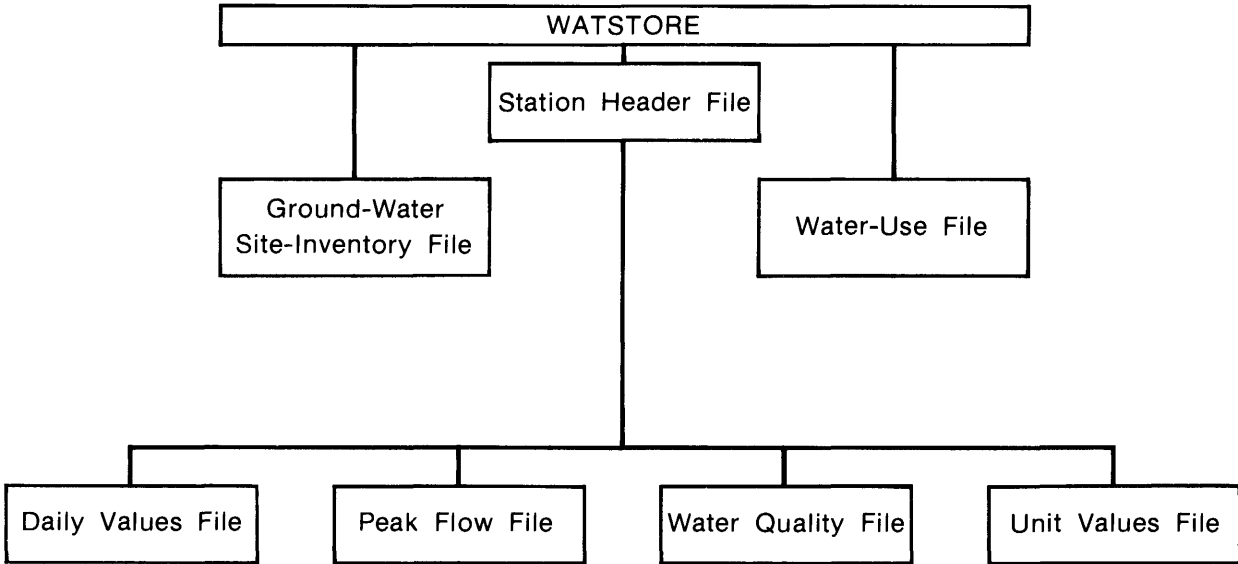 WATSTORE
Station Header File
Ground-Water
Site-Inventory File
Water-Use File
Daily Values File
Peak Flow File
Water Quality File
Unit Values File